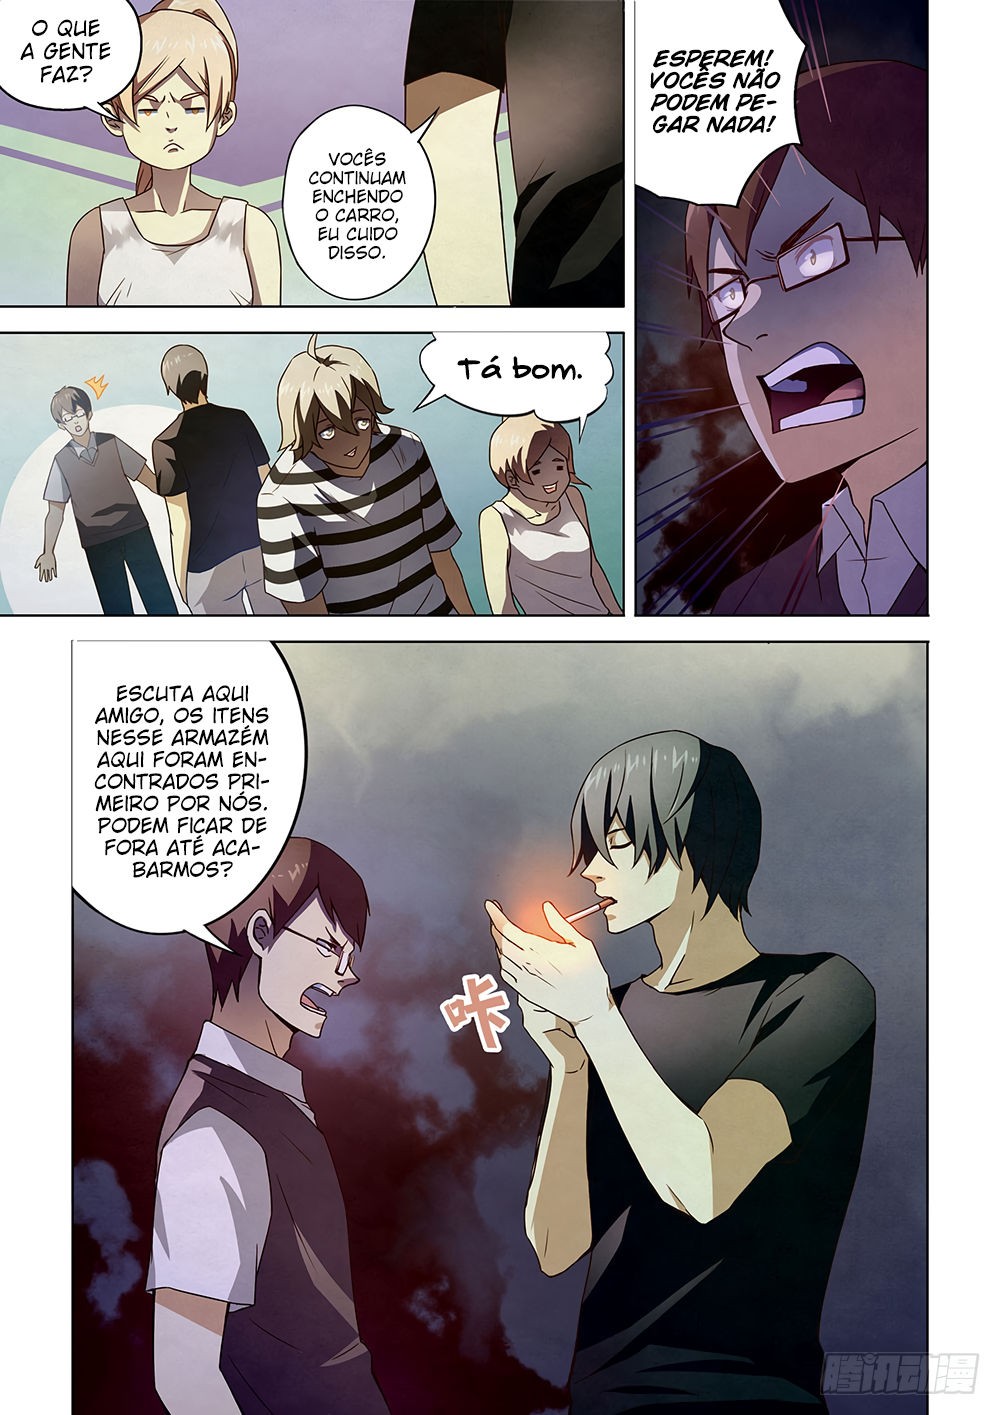 ESPEREM!
VOCÊS NÃO
PODEM PE-
GAR NADA!
O QUE
A GENTE
FAZ?
VOCÊS
CONTINUAM
ENCHENDO
O CARRO,
EU CUIDO
DISSO.
Tá bom.
ESCUTA AQUI
AMIGO, OS ITENS
NESSE ARMAZÉM
AQUI FORAM EN-
CONTRADOS PRI-
MEIRO POR NÓS.
PODEM FICAR DE
FORA ATÉ ACA-
BARMOS?
咔
腾讯动漫